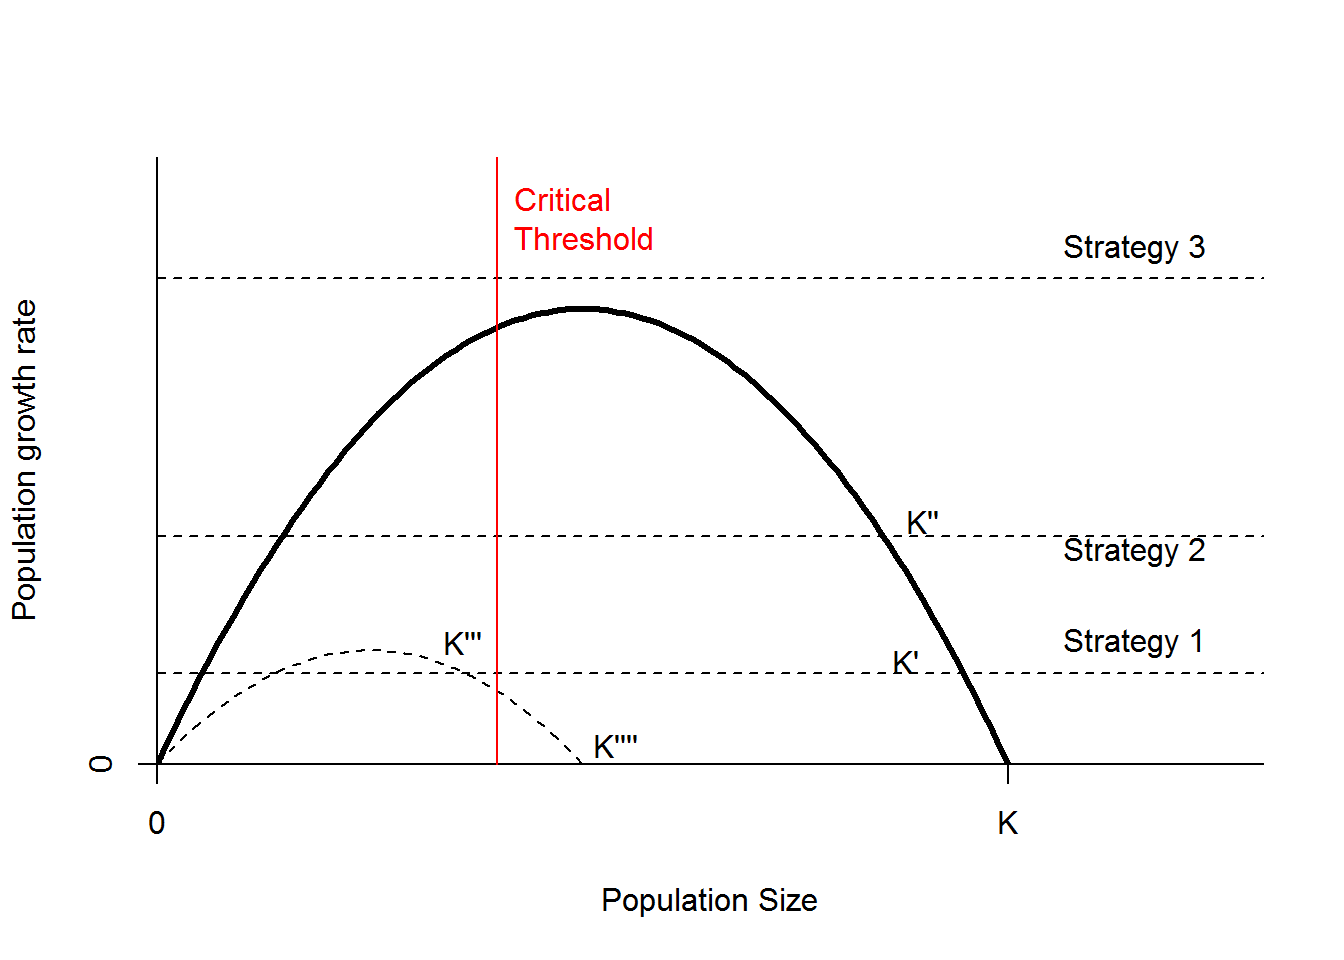 Critical
Threshold
Strategy 3
Population growth rate
K"
Strategy 2
Strategy 1
K'''
K'
K""
0
0
K
Population Size